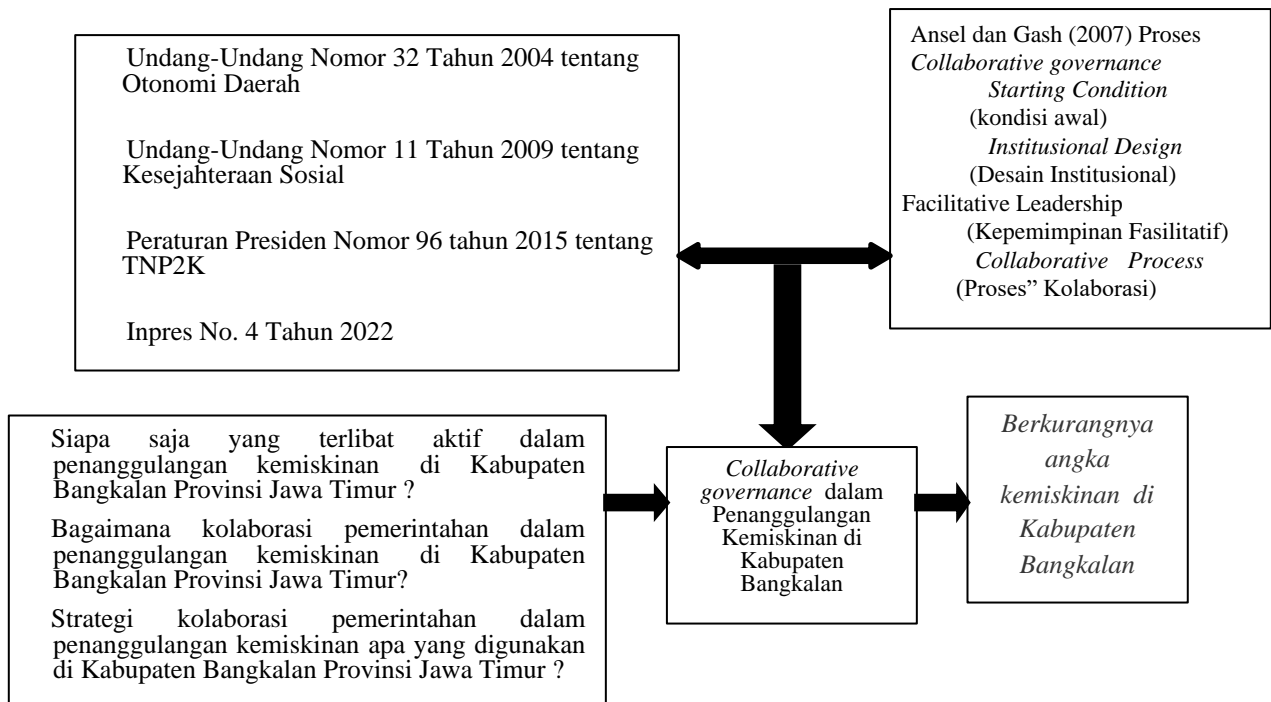 Undang-Undang Nomor 32 Tahun 2004 tentang
Otonomi Daerah
Undang-Undang Nomor 11 Tahun 2009 tentang
Kesejahteraan Sosial
Peraturan Presiden Nomor 96 tahun 2015 tentang
TNP2K
Inpres No. 4 Tahun 2022
Ansel dan Gash (2007) Proses
Collaborative governance
Starting Condition
(kondisi awal)
Institusional Design
(Desain Institusional)
Facilitative Leadership
(Kepemimpinan Fasilitatif)
Collaborative Process
(Proses” Kolaborasi)
Siapa saja yang terlibat aktif dalam
penanggulangan kemiskinan di Kabupaten
Bangkalan Provinsi Jawa Timur ?
Bagaimana kolaborasi pemerintahan dalam
penanggulangan kemiskinan di Kabupaten
Bangkalan Provinsi Jawa Timur?
Strategi kolaborasi pemerintahan dalam
penanggulangan kemiskinan apa yang digunakan
di Kabupaten Bangkalan Provinsi Jawa Timur ?
Collaborative
governance dalam
Penanggulangan
Kemiskinan di
Kabupaten
Bangkalan
Berkurangnya
angka
kemiskinan di
Kabupaten
Bangkalan